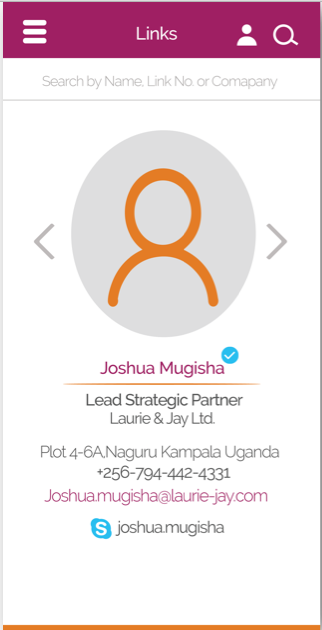 Links
Search by Name, Link No. or Comapany
Joshua Mugisha
Lead Strategic Partner
Laurie & Jay Ltd.
Plot 4-6A,Naguru Kampala Uganda
+256-794-442-4331
Joshua.mugisha@laurie-jay.com
joshua.mugisha